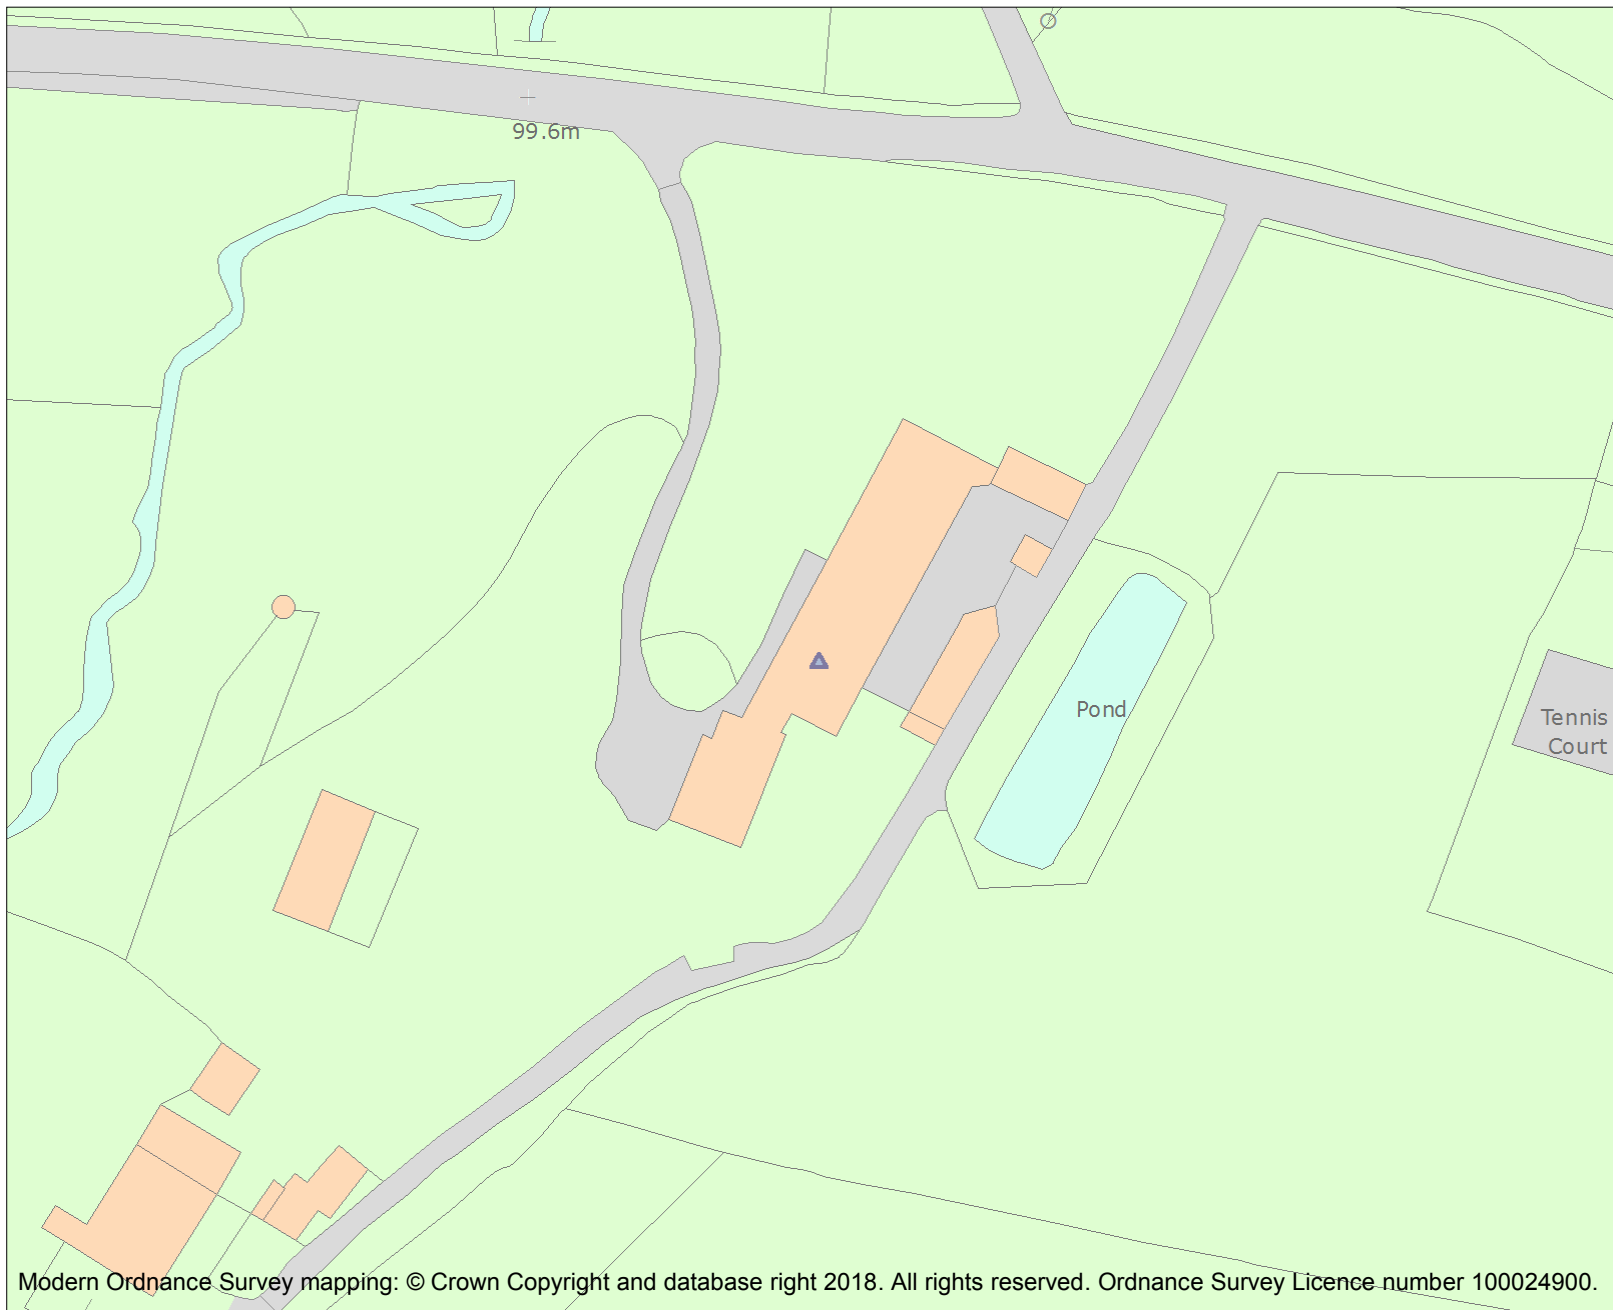 99.6m
Pond
Tennis
Court
Modern Ordnance Survey mapping: © Crown Copyright and database right 2018. All rights reserved. Ordnance Survey Licence number 100024900.